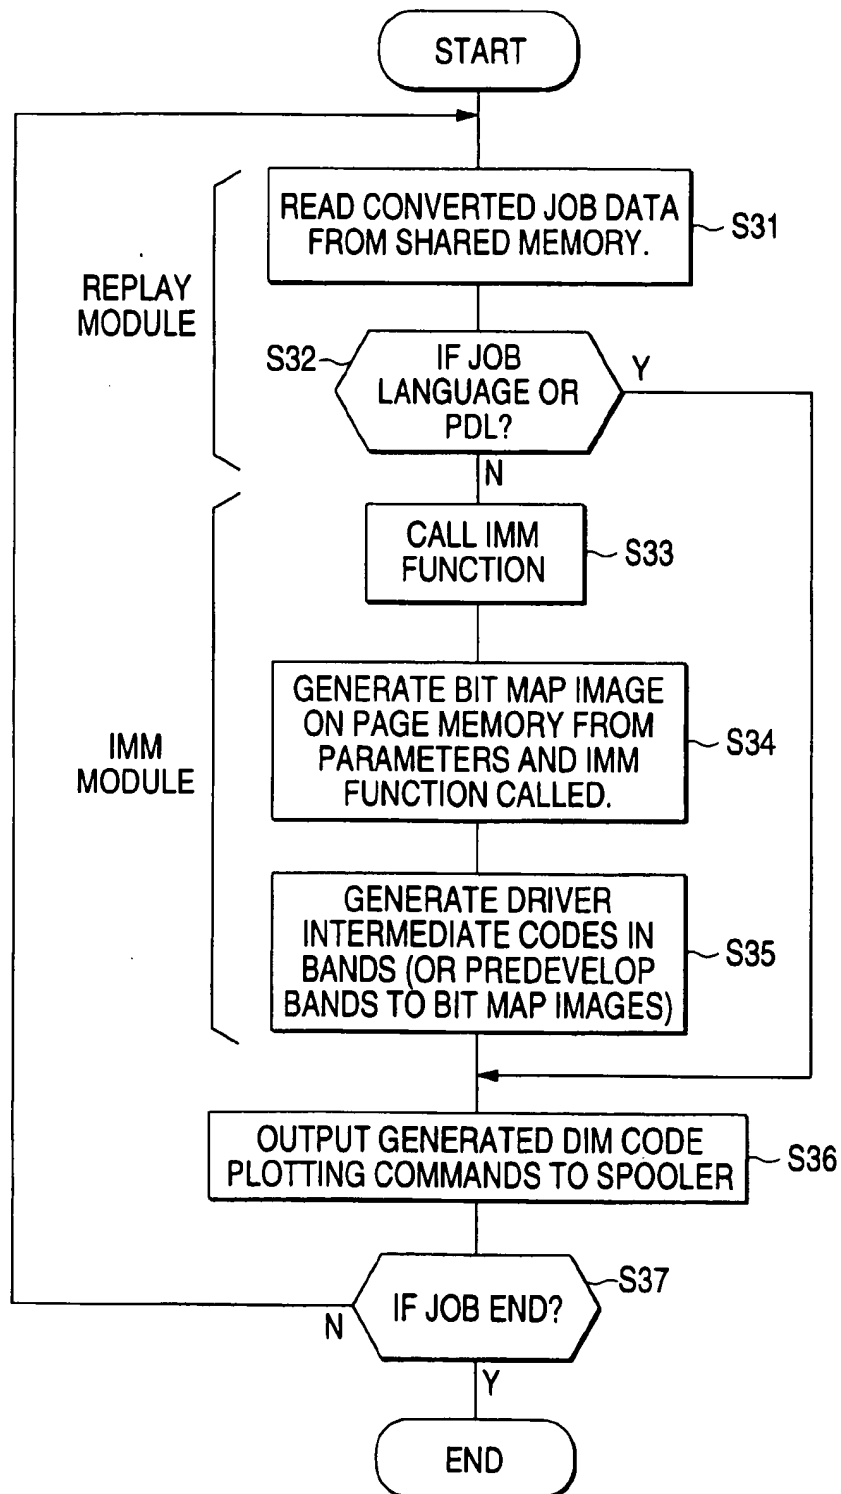 START
READ CONVERTED JOB DATA
FROM SHARED MEMORY.
S31
REPLAY
MODULE
S32
IF JOB
LANGUAGE OR
PDL?
Y
N
CALL IMM
FUNCTION
S33
GENERATE BIT MAP IMAGE
ON PAGE MEMORY FROM
PARAMETERS AND IMM
FUNCTION CALLED.
S34
IMM
MODULE
GENERATE DRIVER
INTERMEDIATE CODES IN
BANDS (OR PREDEVELOP
BANDS TO BIT MAP IMAGES)
S35
OUTPUT GENERATED DIM CODE
PLOTTING COMMANDS TO SPOOLER
S36
IF JOB END?
S37
N
Y
END